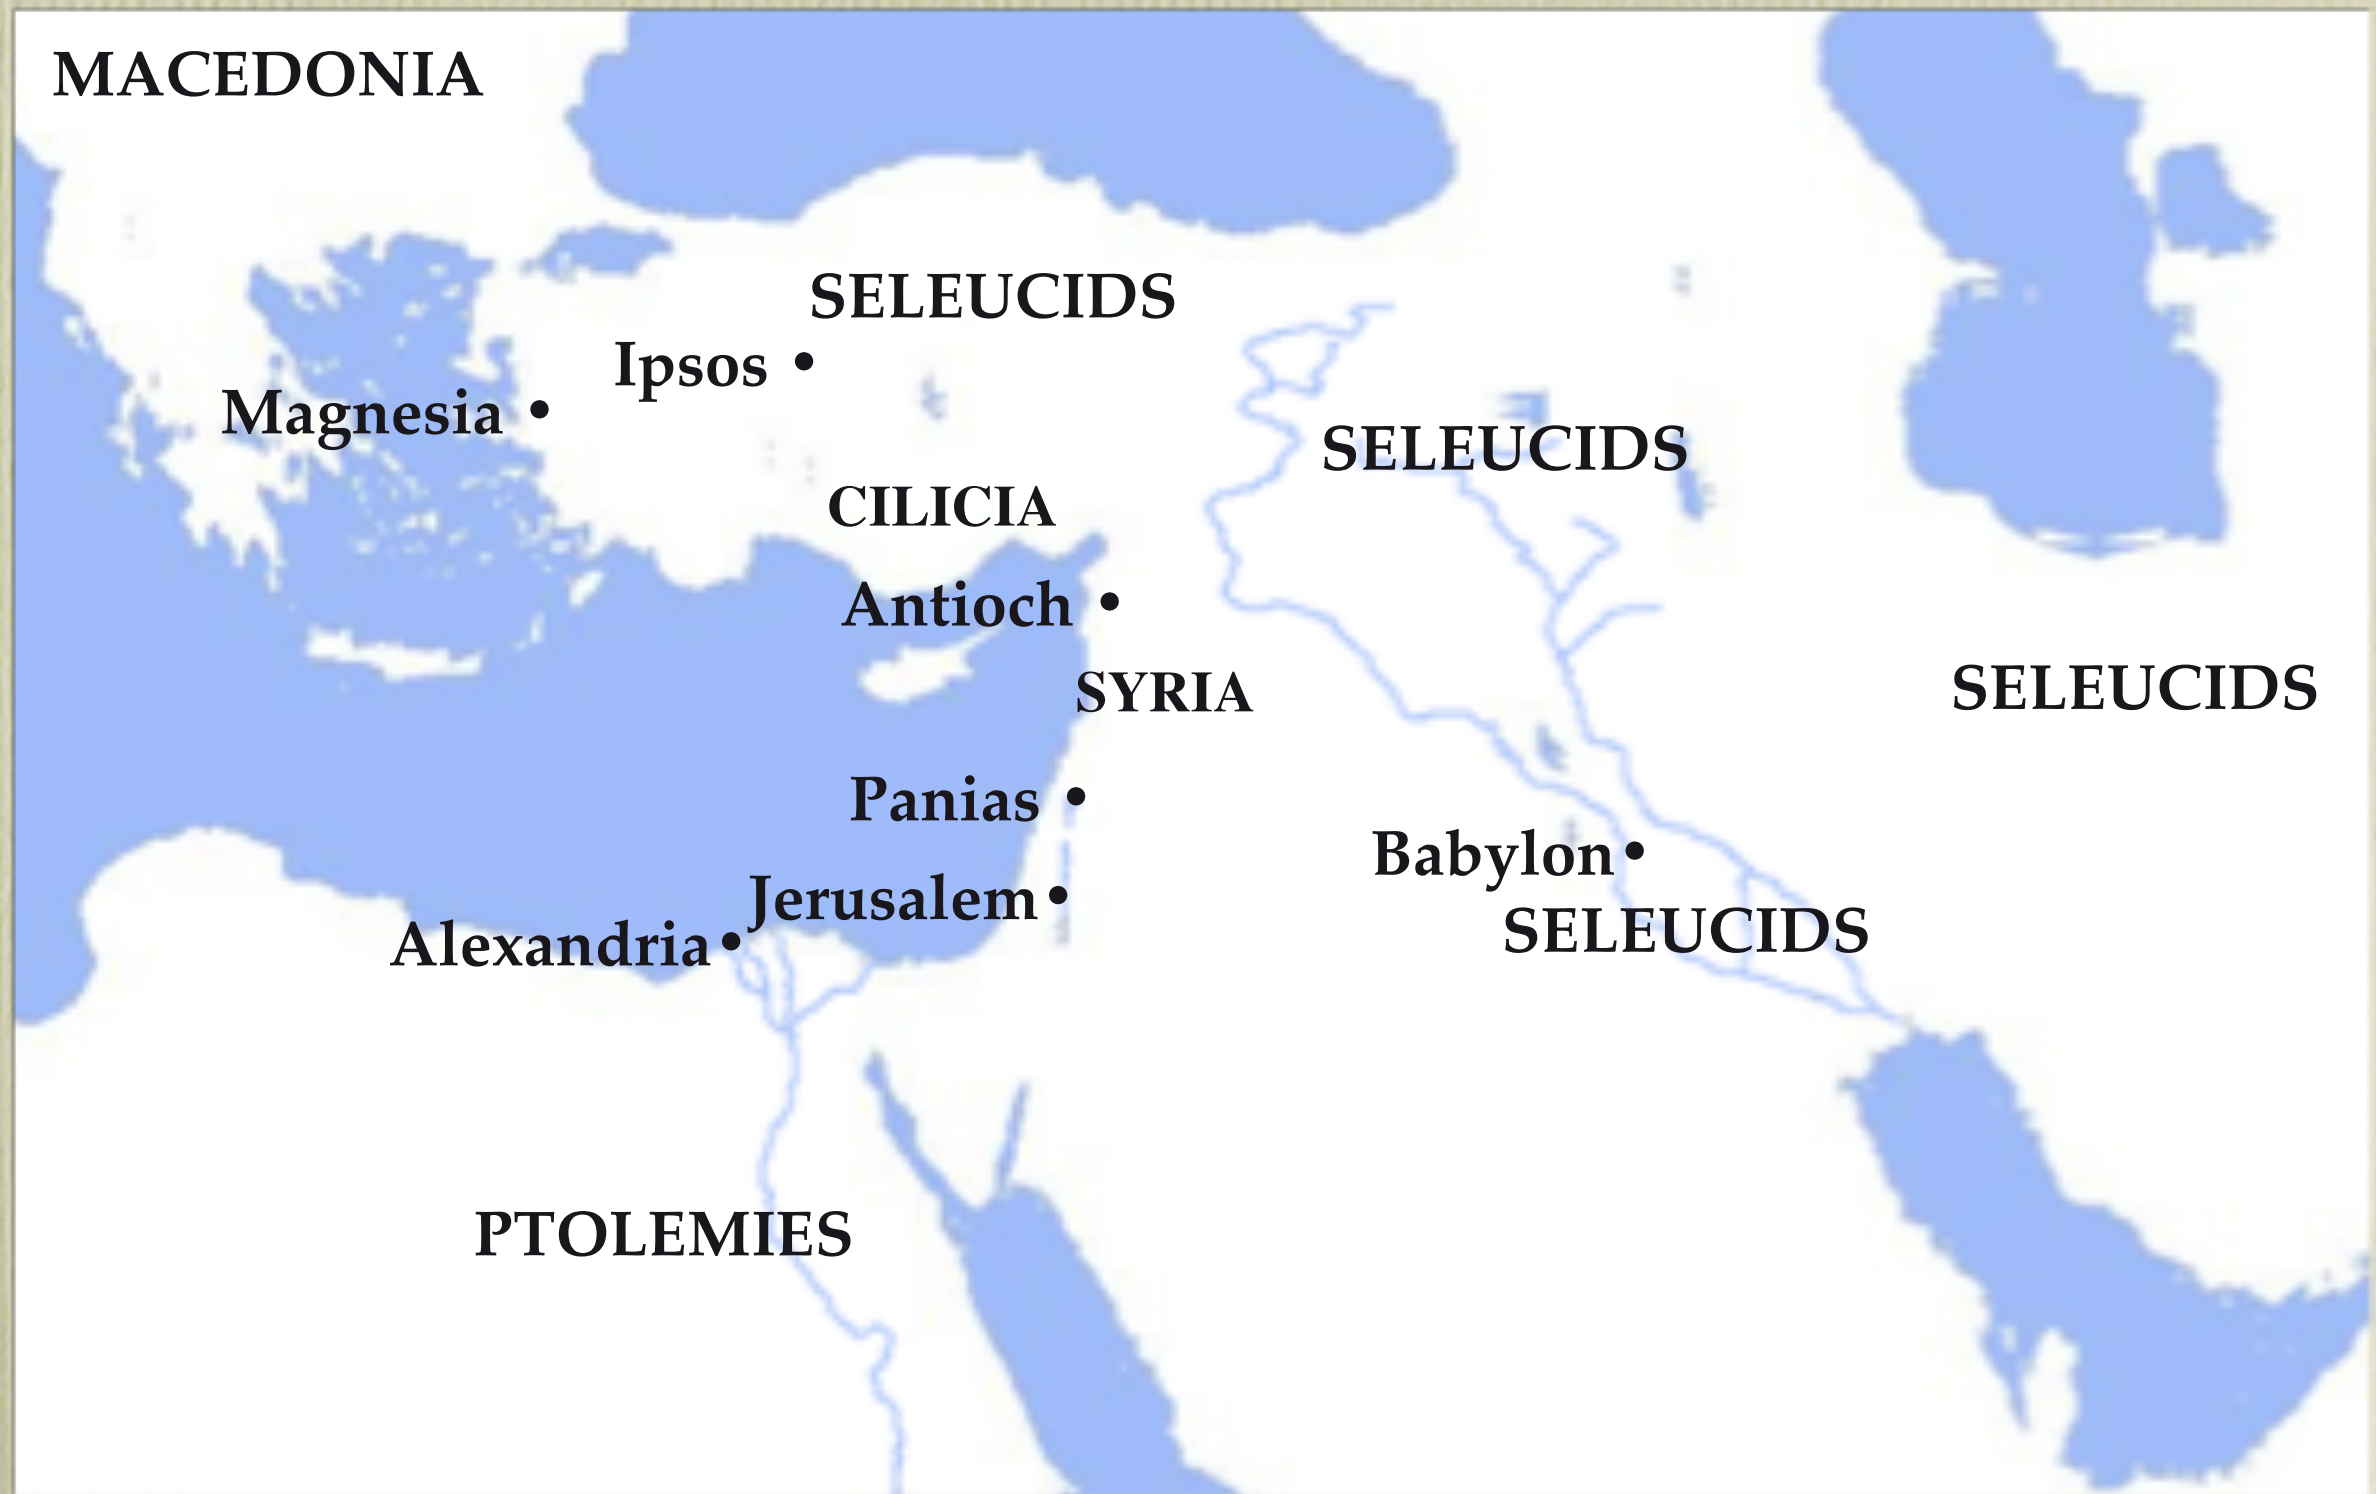 MACEDONIA
SELEUCIDS
Ipsos
Magnesia
SELEUCIDS
CILICIA
Antioch
SYRIA
SELEUCIDS
Panias
Babylon
Jerusalem
Alexandria
SELEUCIDS
PTOLEMIES